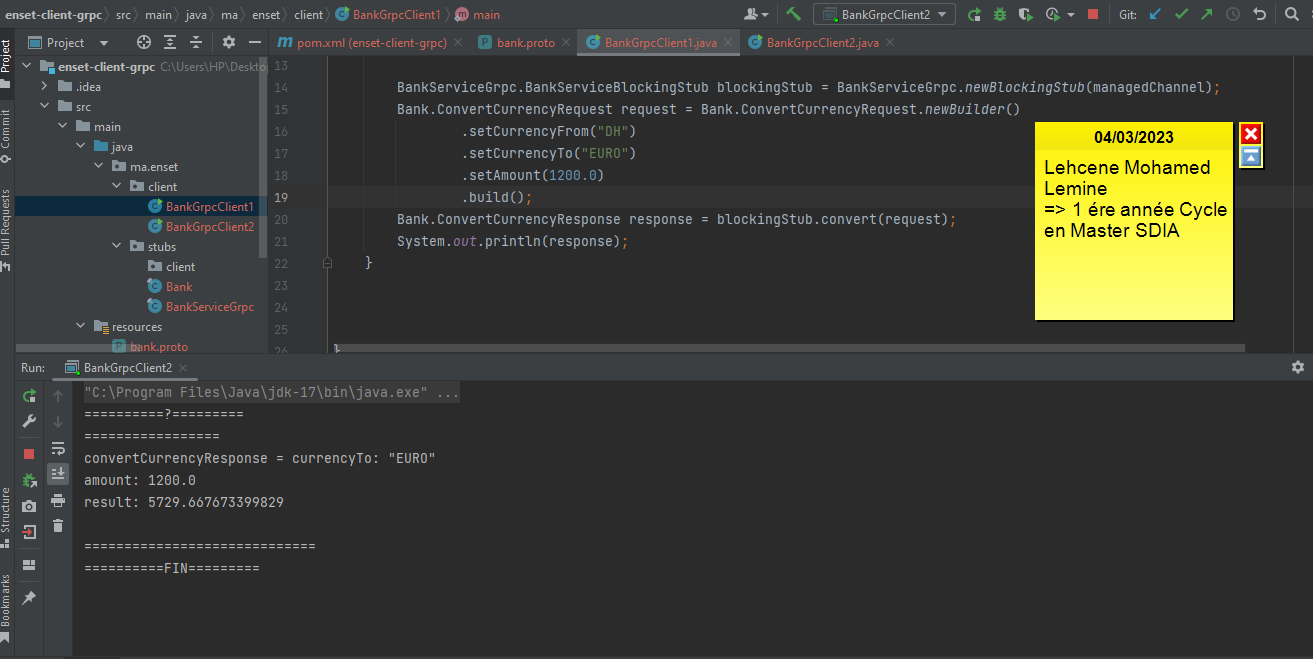 enset-client-grpc src main java ma enset client BankGrpcClient1 main BankGrpcClient2 Git:
Project pom.xml (enset-client-grpc) bank.proto BankGrpcClient1.java BankGrpcClient2.java
Project
Commit
Pull Requests
Structure
Bookmarks
enset-client-grpc C:\Users\HP\Deskto
.idea
src
main
java
ma.enset
client
BankGrpcClient1
BankGrpcClient2
stubs
client
Bank
BankServiceGrpc
resources
bank.proto
13
14 BankServiceGrpc.BankServiceBlockingStub blockingStub = BankServiceGrpc.newBlockingStub(managedChannel);
15 Bank.ConvertCurrencyRequest request = Bank.ConvertCurrencyRequest.newBuilder()
16 .setCurrencyFrom("DH")
17 .setCurrencyTo("EURO")
18 .setAmount(1200.0)
19 .build();
20 Bank.ConvertCurrencyResponse response = blockingStub.convert(request);
21 System.out.println(response);
22 }
23
24
25
26 }
04/03/2023
Lehcene Mohamed
Lemine
=> 1 ére année Cycle
en Master SDIA
Run: BankGrpcClient2
"C:\Program Files\Java\jdk-17\bin\java.exe" ...
==========?=========
=================
convertCurrencyResponse = currencyTo: "EURO"
amount: 1200.0
result: 5729.667673399829
=============================
==========FIN=========